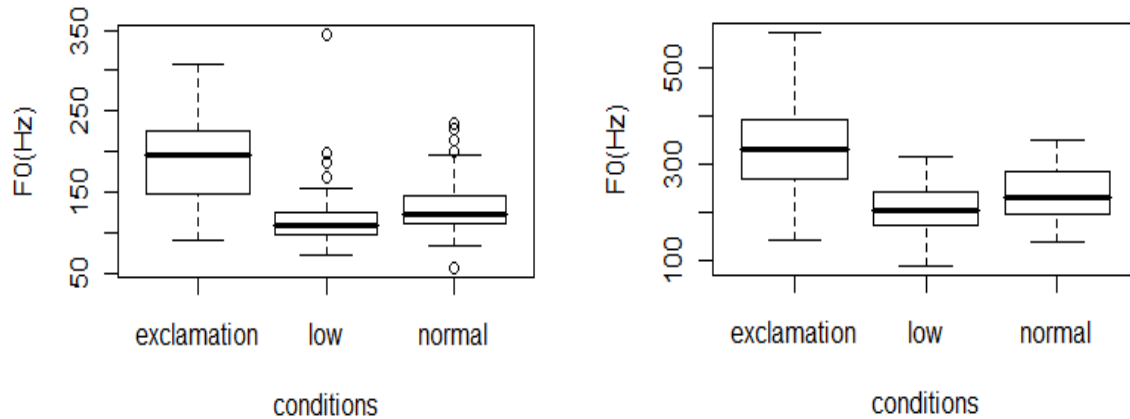 F0(Hz)
350
250
150
50
exclamation low normal
conditions
F0(Hz)
500
300
100
exclamation low normal
conditions